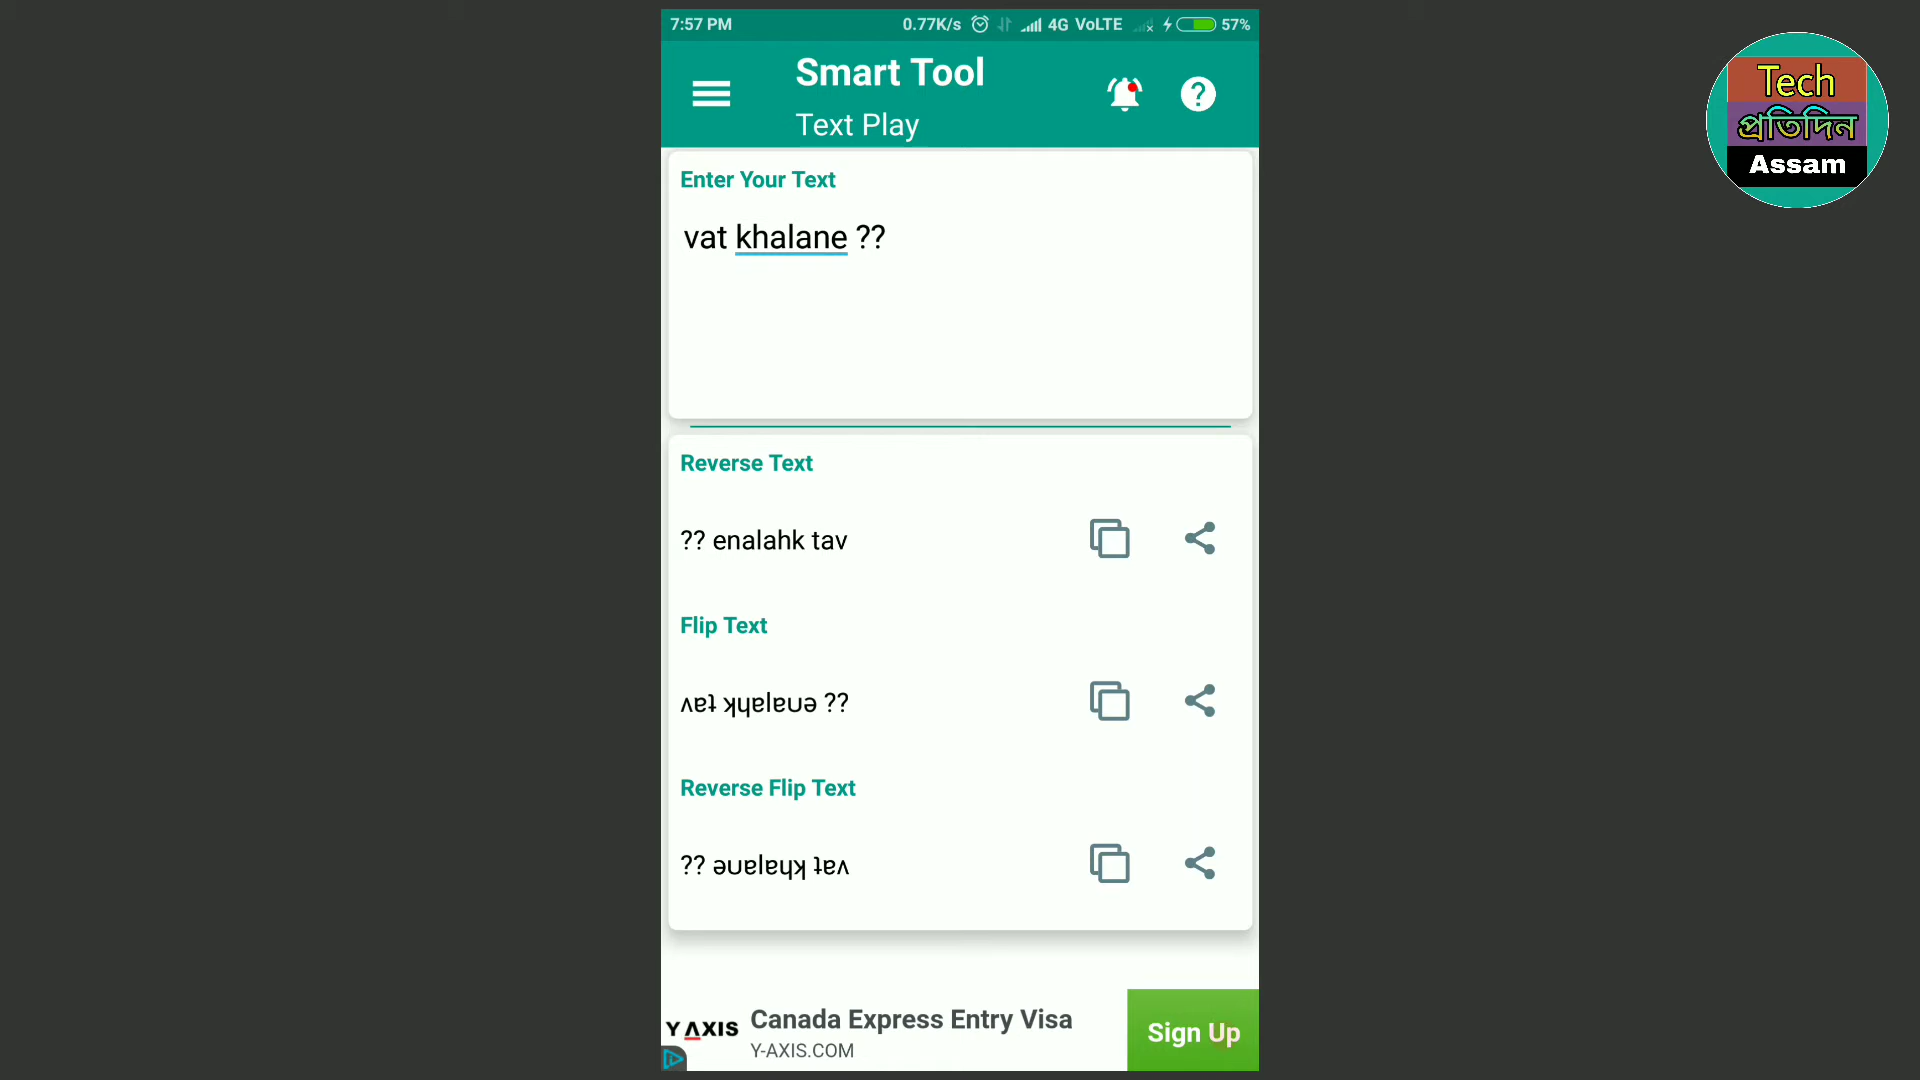 7:57 PM 0.77K/s 4G VoLTE 57%
Smart Tool
Text Play
Enter Your Text
vat khalane ??
Reverse Text
?? enalahk tav
Flip Text
ʌɐʇ ʞɥɐlɐuǝ ??
Reverse Flip Text
?? ǝuɐlɐɥʞ ʇɐʌ
Y AXIS
Canada Express Entry Visa
Y-AXIS.COM
Sign Up
Tech
প্ৰতিদিন
Assam